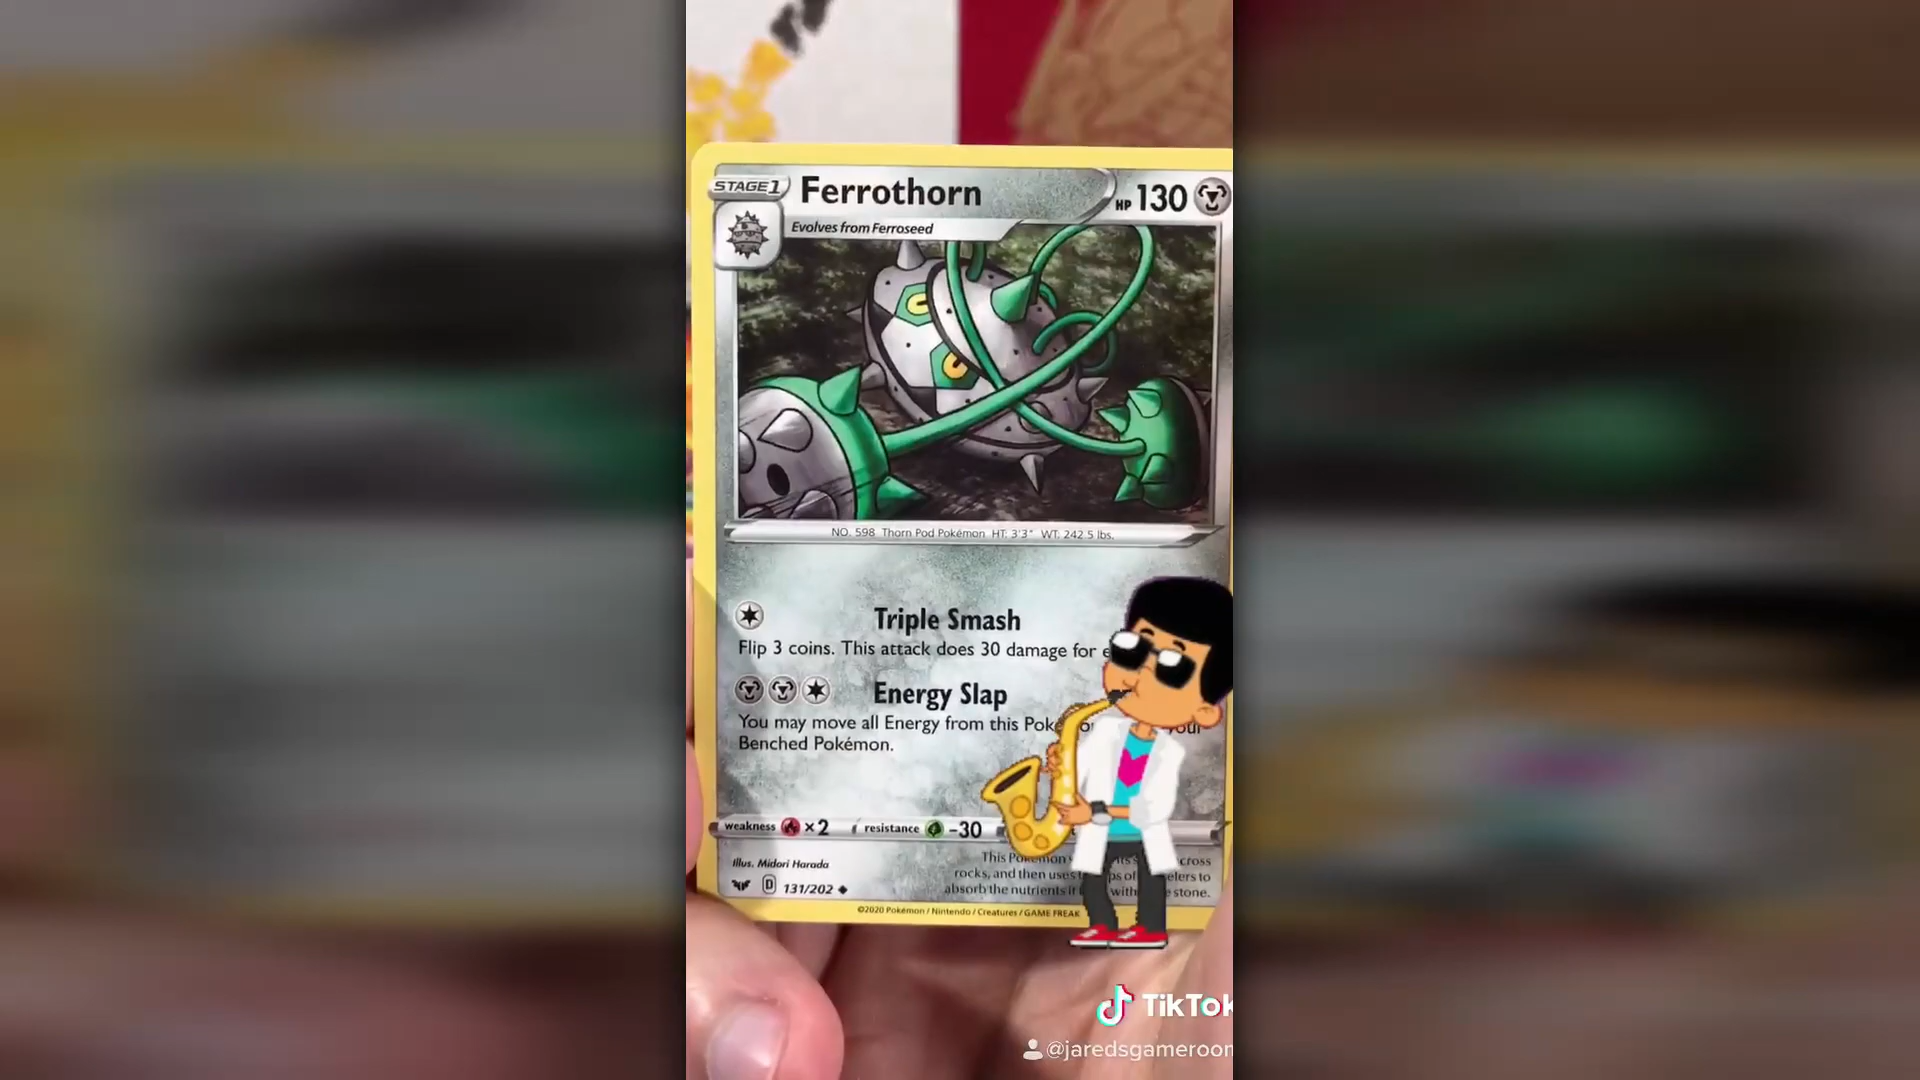 STAGE 1
Ferrothorn
HP 130
Evolves from Ferroseed
NO. 598 Thorn Pod Pokémon HT: 3'3" WT: 242.5 lbs.
Triple Smash
Flip 3 coins. This attack does 30 damage for
Energy Slap
You may move all Energy from this your
Benched Pokémon.
weakness ×2 resistance -30
Illus. Midori Harada
This cross
rocks, and then uses to
absorb the nutrients stone.
D 131/202
©2020 Pokémon / Nintendo / Creatures / GAME FREAK
TikTok
@jaredsgameroom